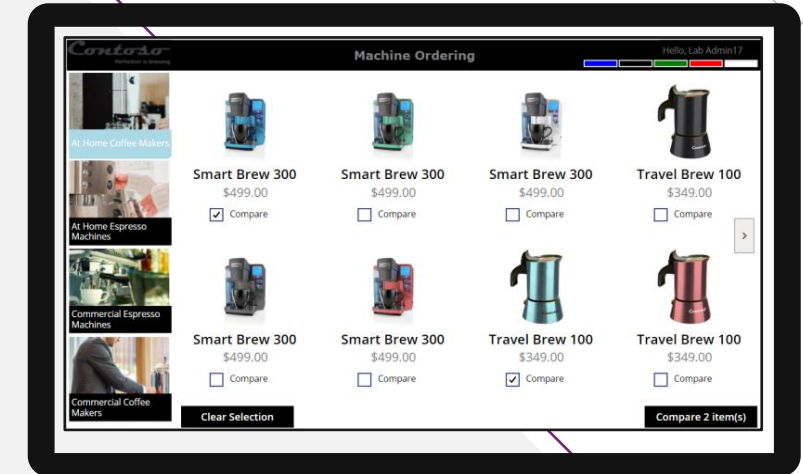 Contoso
Perfection is brewing.
Machine Ordering
Hello, Lab Admin17
At Home Coffee Makers
At Home Espresso
Machines
Commercial Espresso
Machines
Commercial Coffee
Makers
Smart Brew 300
$499.00
Compare
Smart Brew 300
$499.00
Compare
Smart Brew 300
$499.00
Compare
Travel Brew 100
$349.00
Compare
>
Smart Brew 300
$499.00
Compare
Smart Brew 300
$499.00
Compare
Travel Brew 100
$349.00
Compare
Travel Brew 100
$349.00
Compare
Clear Selection
Compare 2 item(s)